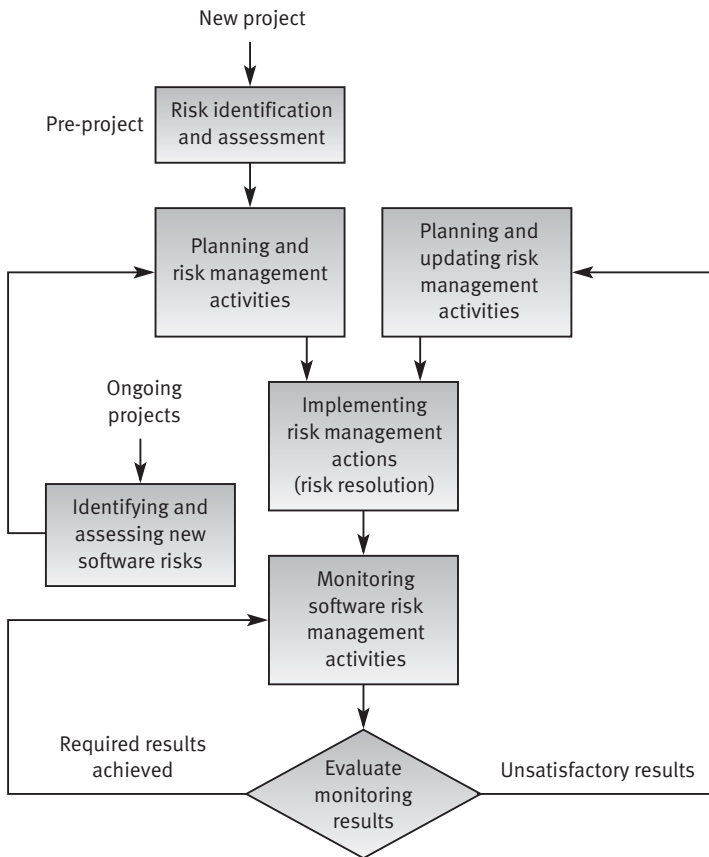 New project
Pre-project
Risk identification
and assessment
Planning and
risk management
activities
Planning and
updating risk
management
activities
Ongoing
projects
Implementing
risk management
actions
(risk resolution)
Identifying and
assessing new
software risks
Monitoring
software risk
management
activities
Required results
achieved
Evaluate
monitoring
results
Unsatisfactory results